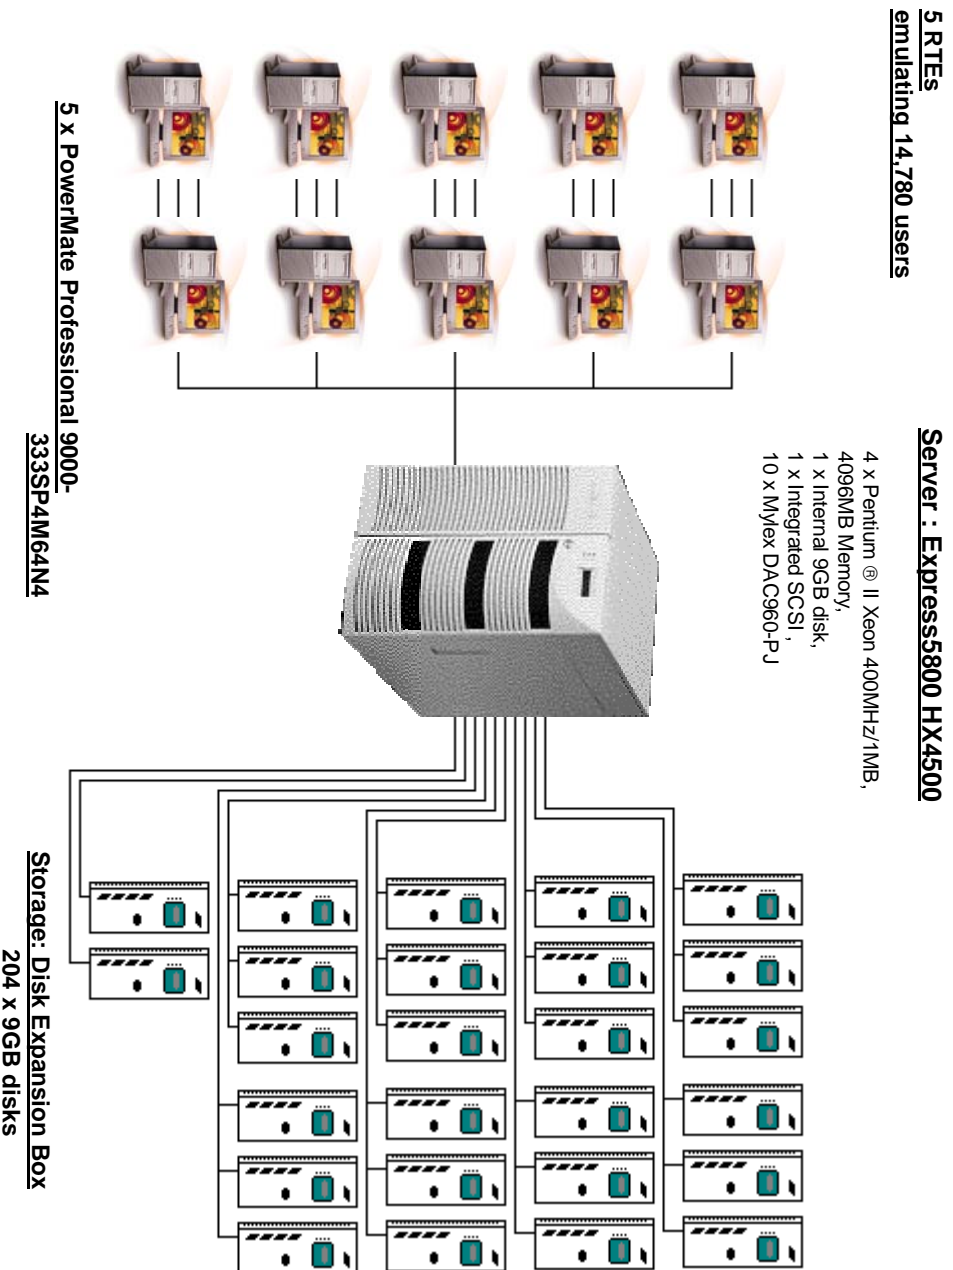 5 RTEs
emulating 14,780 users
5 x PowerMate Professional 9000-
333SP4M64N4
Server : Express5800 HX4500
4 x Pentium ® II Xeon 400MHz/1MB,
4096MB Memory,
1 x Internal 9GB disk,
1 x Integrated SCSI ,
10 x Mylex DAC960-PJ
Storage: Disk Expansion Box
204 x 9GB disks